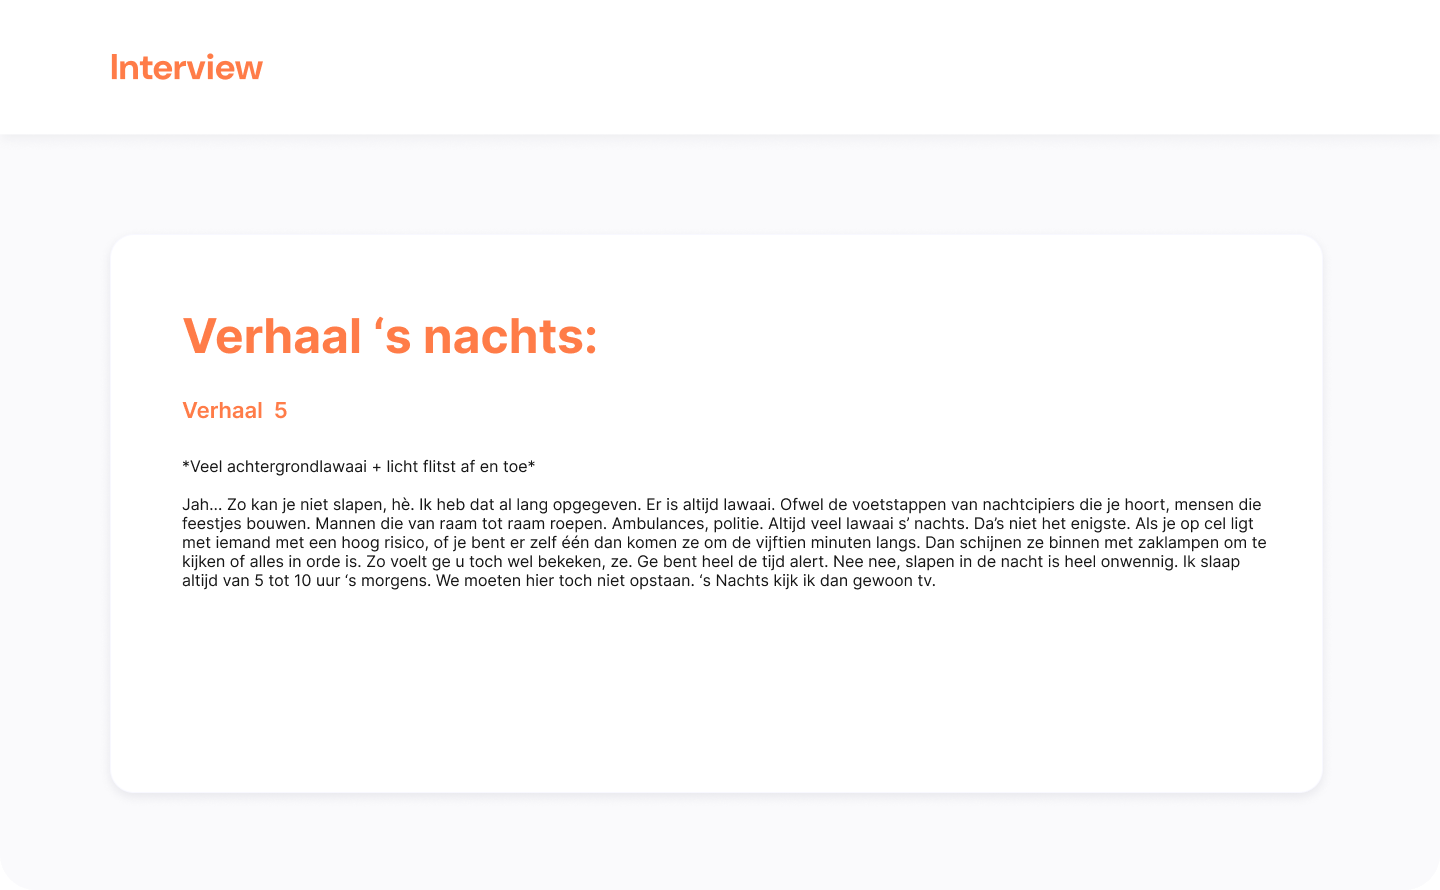 Interview
Verhaal ‘s nachts:
Verhaal  5
*Veel achtergrondlawaai + licht flitst af en toe*
Jah... Zo kan je niet slapen, hè. Ik heb dat al lang opgegeven. Er is altijd lawaai. Ofwel de voetstappen van nachtcipiers die je hoort, mensen die
feestjes bouwen. Mannen die van raam tot raam roepen. Ambulances, politie. Altijd veel lawaai s’ nachts. Da’s niet het enigste. Als je op cel ligt
met iemand met een hoog risico, of je bent er zelf één dan komen ze om de vijftien minuten langs. Dan schijnen ze binnen met zaklampen om te
kijken of alles in orde is. Zo voelt ge u toch wel bekeken, ze. Ge bent heel de tijd alert. Nee nee, slapen in de nacht is heel onwennig. Ik slaap
altijd van 5 tot 10 uur ‘s morgens. We moeten hier toch niet opstaan. ‘s Nachts kijk ik dan gewoon tv.